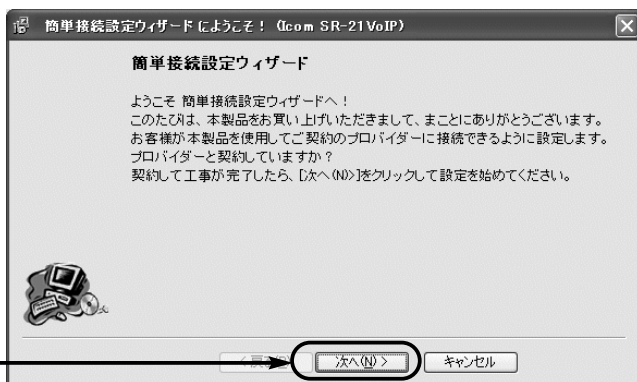 簡単接続設定ウィザード にようこそ！ (Icom SR-21VoIP)
簡単接続設定ウィザード
ようこそ 簡単接続設定ウィザードへ！
このたびは、本製品をお買い上げいただきまして、まことにありがとうございます。
お客様が本製品を使用してご契約のプロバイダーに接続できるように設定します。
プロバイダーと契約していますか？
契約して工事が完了したら、[次へ(N)>]をクリックして設定を始めてください。
次へ(N) >
キャンセル